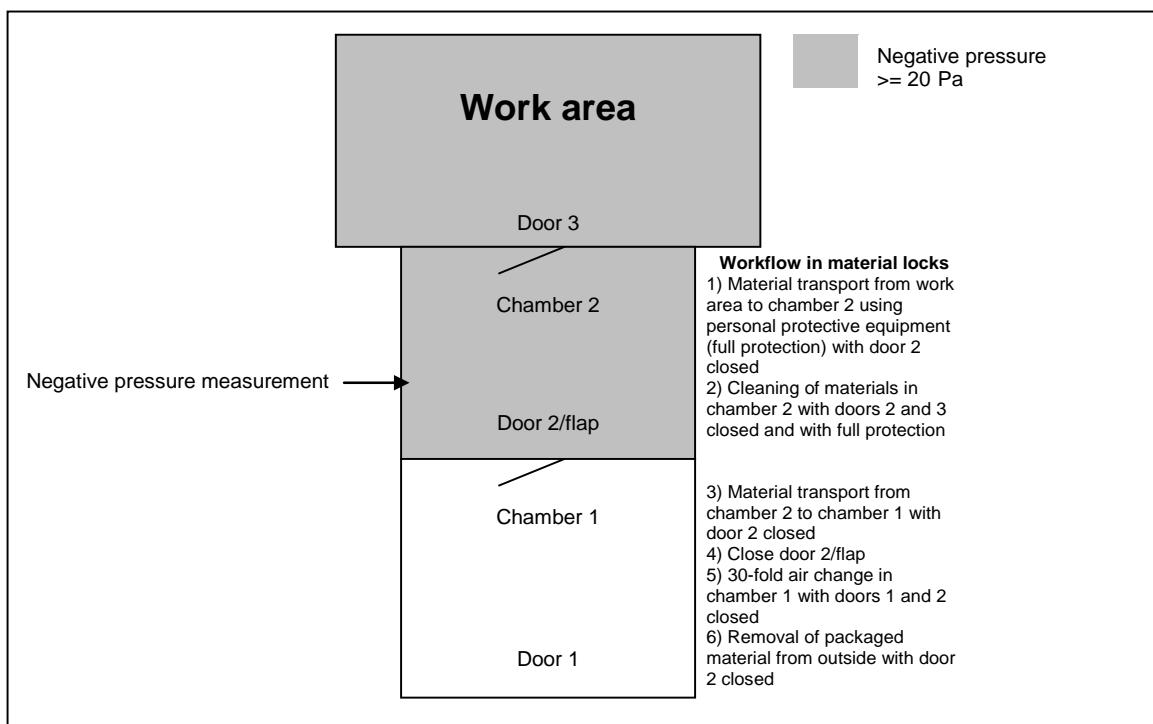 Negative pressure
>= 20 Pa
Work area
Door 3
Chamber 2
Negative pressure measurement
Door 2/flap
Chamber 1
Door 1
Workflow in material locks
1) Material transport from work
area to chamber 2 using
personal protective equipment
(full protection) with door 2
closed
2) Cleaning of materials in
chamber 2 with doors 2 and 3
closed and with full protection
3) Material transport from
chamber 2 to chamber 1 with
door 2 closed
4) Close door 2/flap
5) 30-fold air change in
chamber 1 with doors 1 and 2
closed
6) Removal of packaged
material from outside with door
2 closed